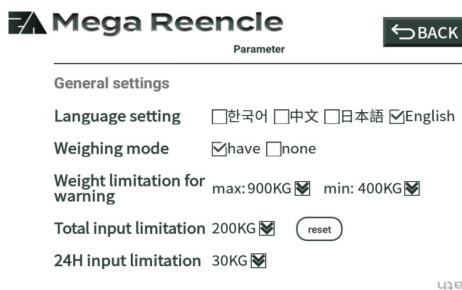 Mega Reencle
BACK
Parameter
General settings
Language setting 한국어 中文 日本語 English
Weighing mode have none
Weight limitation for warning max: 900KG min: 400KG
Total input limitation 200KG reset
24H input limitation 30KG